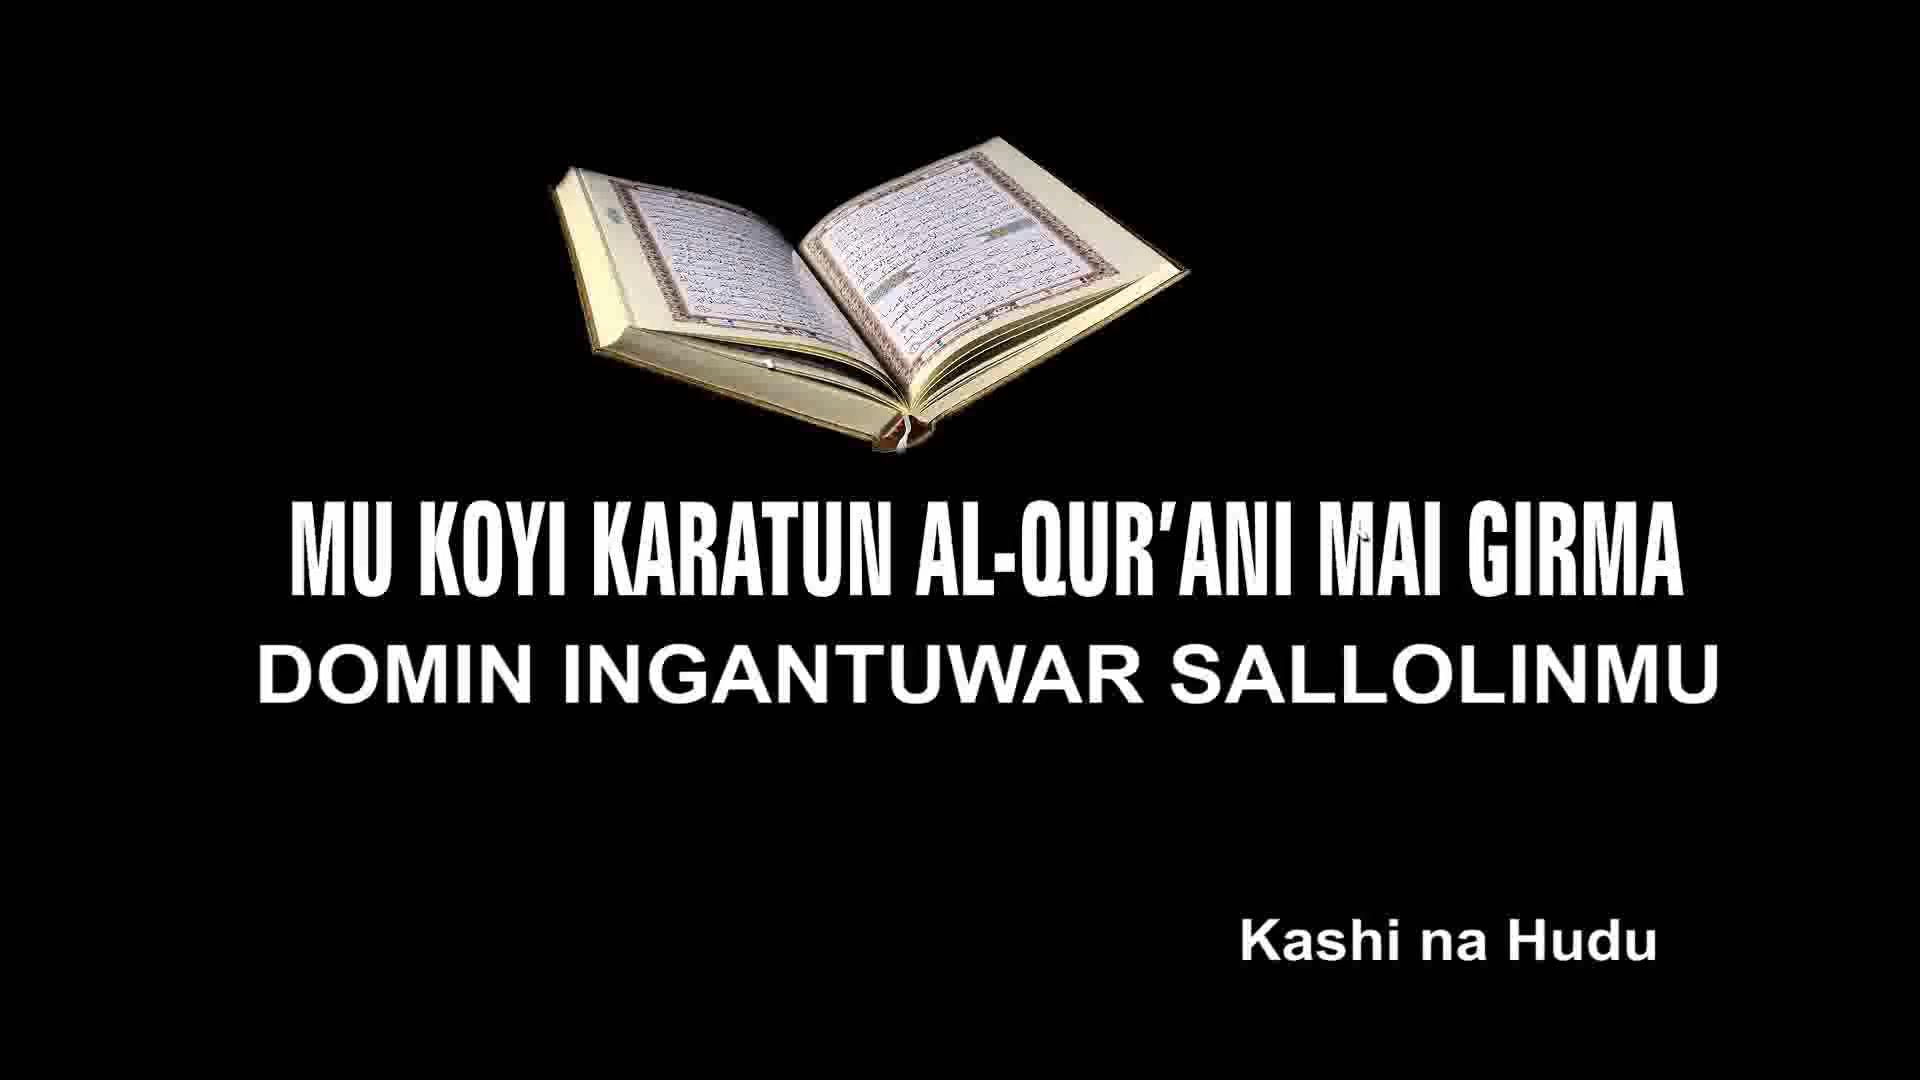 MU KOYI KARATUN AL-QUR’ANI MAI GIRMA
DOMIN INGANTUWAR SALLOLINMU
Kashi na Hudu